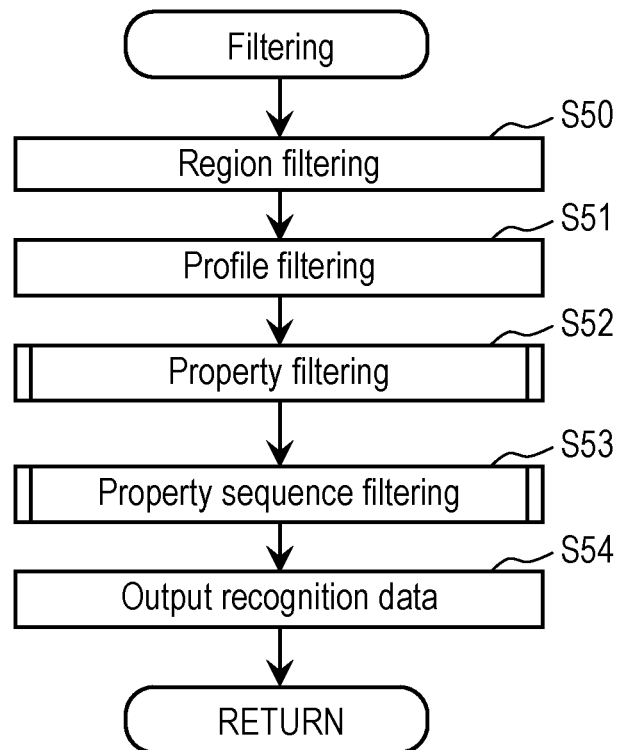 Filtering
S50
Region filtering
S51
Profile filtering
S52
Property filtering
S53
Property sequence filtering
S54
Output recognition data
RETURN